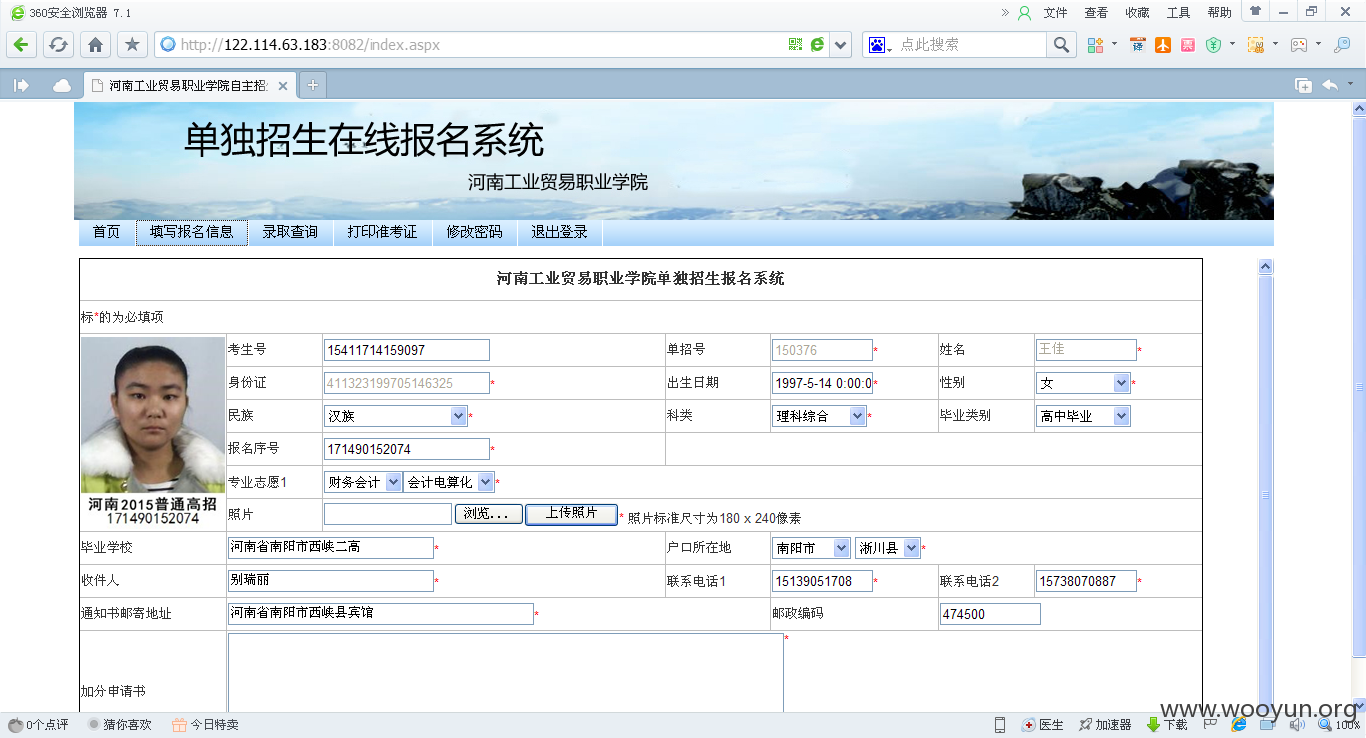 360安全浏览器 7.1
» 文件 查看 收藏 工具 帮助
http://122.114.63.183:8082/index.aspx
点此搜索
译
票
河南工业贸易职业学院自主招
单独招生在线报名系统
河南工业贸易职业学院
首页 填写报名信息 录取查询 打印准考证 修改密码 退出登录
河南工业贸易职业学院单独招生报名系统
标*的为必填项
考生号 15411714159097 单招号 150376 * 姓名 王佳 *
身份证 411323199705146325 * 出生日期 1997-5-14 0:00:0 * 性别 女 *
民族 汉族 * 科类 理科综合 * 毕业类别 高中毕业
报名序号 171490152074 *
专业志愿1 财务会计 会计电算化 *
河南2015普通高招
171490152074
照片 浏览... 上传照片 * 照片标准尺寸为180 x 240像素
毕业学校 河南省南阳市西峡二高 * 户口所在地 南阳市 淅川县 *
收件人 别瑞丽 * 联系电话1 15139051708 * 联系电话2 15738070887 *
通知书邮寄地址 河南省南阳市西峡县宾馆 * 邮政编码 474500
加分申请书 *
www.wooyun.org
0个点评 猜你喜欢 今日特卖 医生 加速器 下载 100%